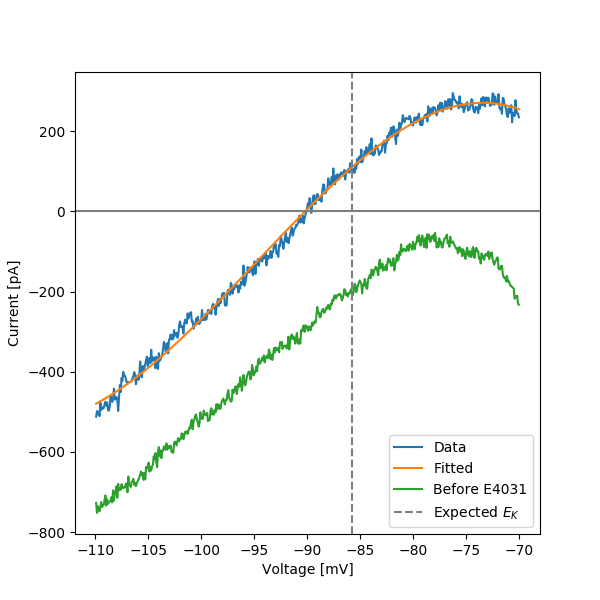 200
0
−200
−400
−600
−800
Current [pA]
−110
−105
−100
−95
−90
−85
−80
−75
−70
Voltage [mV]
Data
Fitted
Before E4031
Expected E_K